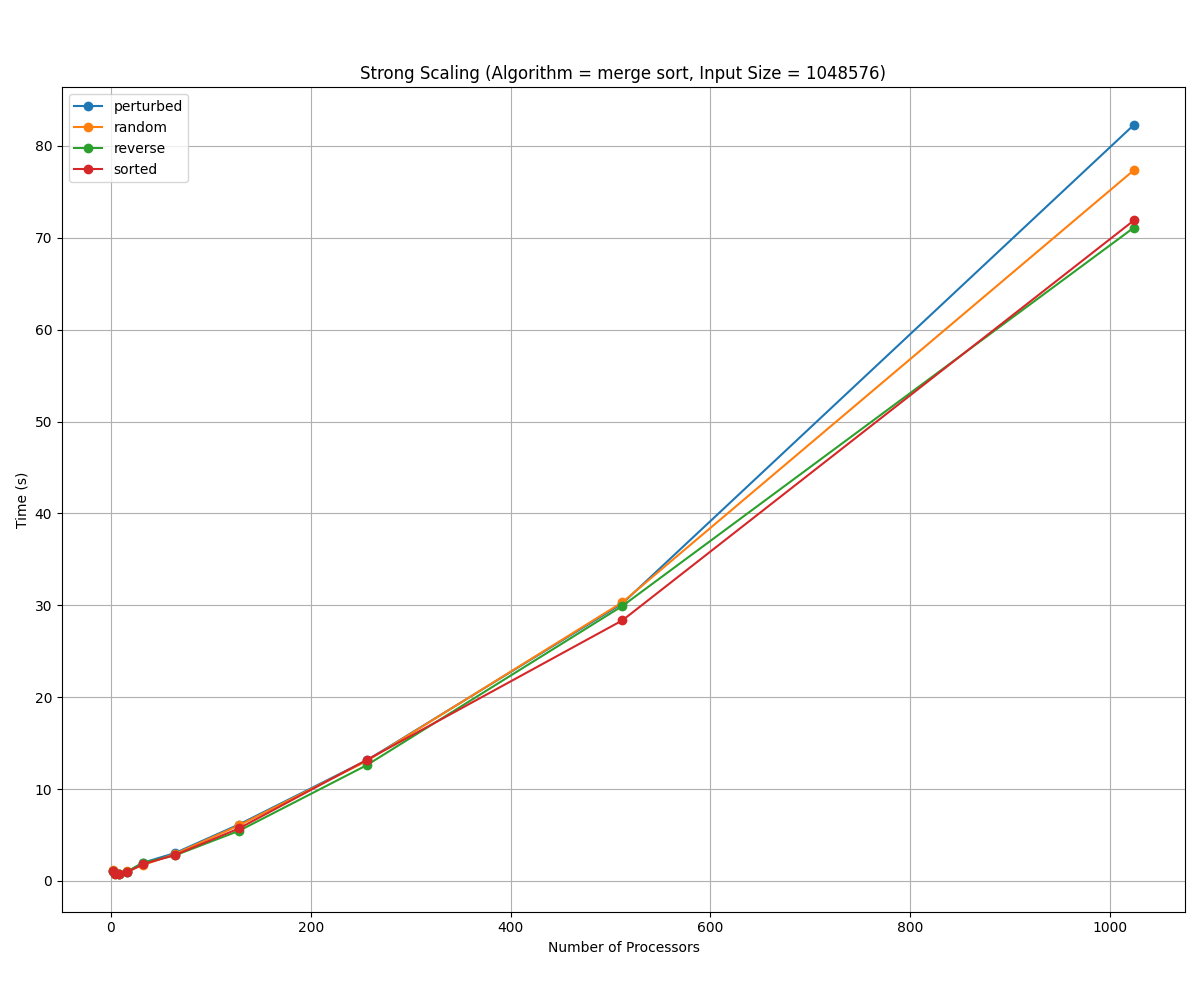 Strong Scaling (Algorithm = merge sort, Input Size = 1048576)
perturbed
random
reverse
sorted
80
70
60
50
40
30
20
10
0
Time (s)
0 200 400 600 800 1000
Number of Processors